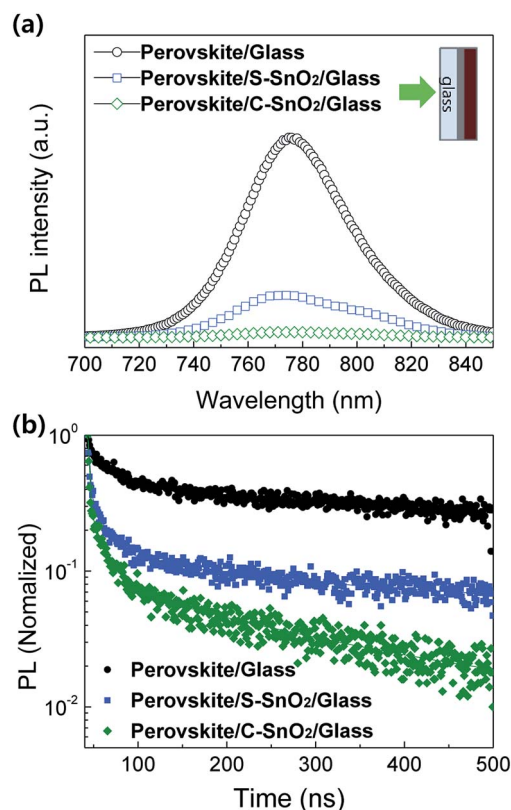 (a)
Perovskite/Glass
Perovskite/S-SnO₂/Glass
Perovskite/C-SnO₂/Glass
glass
PL intensity (a.u.)
700 720 740 760 780 800 820 840
Wavelength (nm)
(b)
10⁰
10⁻¹
10⁻²
PL (Nomalized)
Perovskite/Glass
Perovskite/S-SnO₂/Glass
Perovskite/C-SnO₂/Glass
100 200 300 400 500
Time (ns)